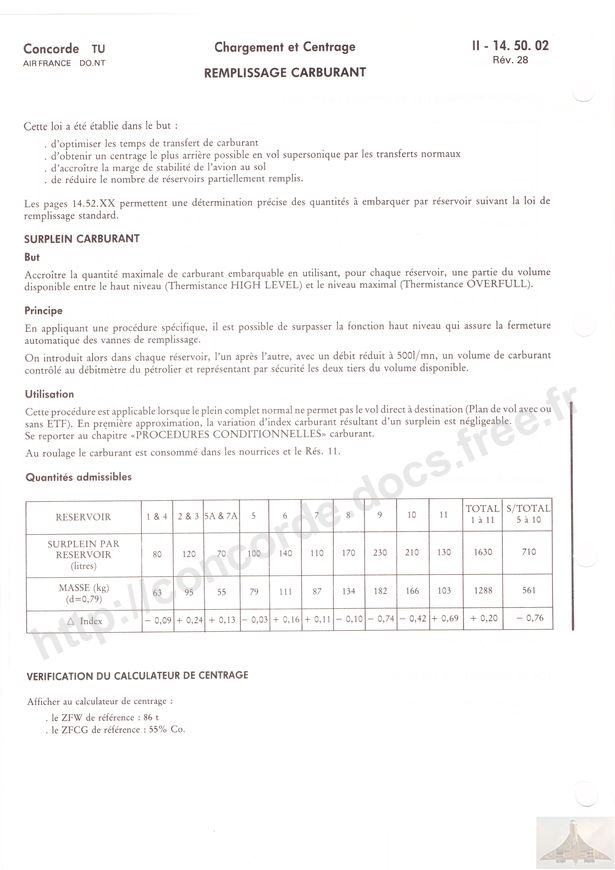 Concorde TU
AIR FRANCE DO.NT
Chargement et Centrage
REMPLISSAGE CARBURANT
II - 14. 50. 02
Rév. 28
Cette loi a été établie dans le but :
. d'optimiser les temps de transfert de carburant
. d'obtenir un centrage le plus arrière possible en vol supersonique par les transferts normaux
. d'accroître la marge de stabilité de l'avion au sol
. de réduire le nombre de réservoirs partiellement remplis.
Les pages 14.52.XX permettent une détermination précise des quantités à embarquer par réservoir suivant la loi de
remplissage standard.
SURPLEIN CARBURANT
But
Accroître la quantité maximale de carburant embarquable en utilisant, pour chaque réservoir, une partie du volume
disponible entre le haut niveau (Thermistance HIGH LEVEL) et le niveau maximal (Thermistance OVERFULL).
Principe
En appliquant une procédure spécifique, il est possible de surpasser la fonction haut niveau qui assure la fermeture
automatique des vannes de remplissage.
On introduit alors dans chaque réservoir, l'un après l'autre, avec un débit réduit à 500l/mn, un volume de carburant
contrôlé au débitmètre du pétrolier et représentant par sécurité les deux tiers du volume disponible.
Utilisation
Cette procédure est applicable lorsque le plein complet normal ne permet pas le vol direct à destination (Plan de vol avec ou
sans ETF). En première approximation, la variation d'index carburant résultant d'un surplein est négligeable.
Se reporter au chapitre «PROCEDURES CONDITIONNELLES» carburant.
Au roulage le carburant est consommé dans les nourrices et le Rés. 11.
Quantités admissibles
RESERVOIR 1 & 4 2 & 3 5A & 7A 5 6 7 8 9 10 11 TOTAL 1 à 11 S/TOTAL 5 à 10
SURPLEIN PAR RESERVOIR (litres) 80 120 70 100 140 110 170 230 210 130 1630 710
MASSE (kg) (d=0,79) 63 95 55 79 111 87 134 182 166 103 1288 561
△ Index - 0,09 + 0,24 + 0,13 - 0,03 + 0,16 + 0,11 - 0,10 - 0,74 - 0,42 + 0,69 + 0,20 - 0,76
VERIFICATION DU CALCULATEUR DE CENTRAGE
Afficher au calculateur de centrage :
. le ZFW de référence : 86 t
. le ZFCG de référence : 55% Co.
http://concorde.docs.free.fr